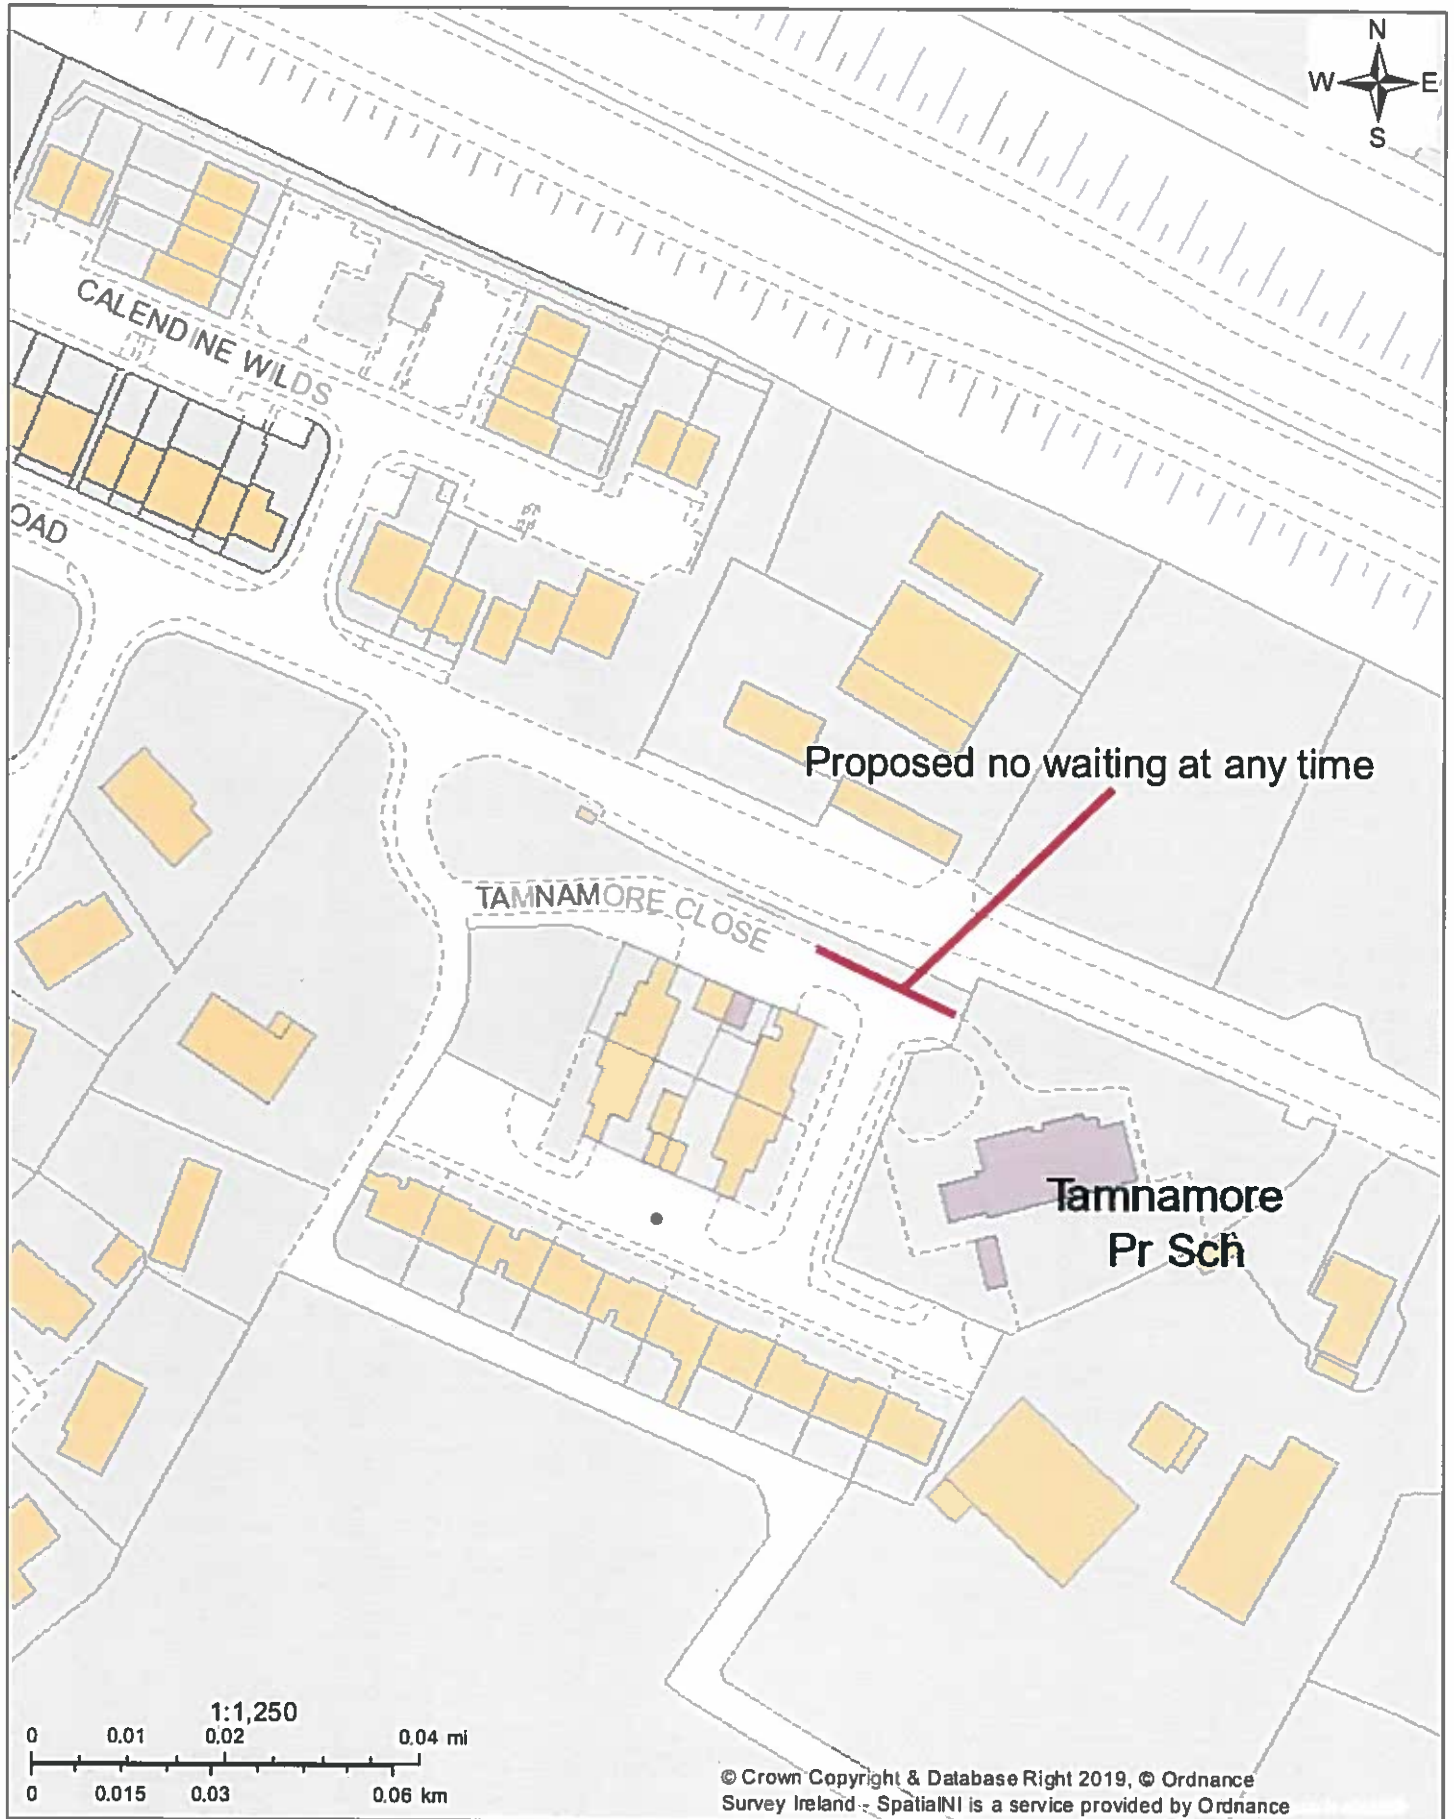 N
W E
S
CALENDINE WILDS
OAD
Proposed no waiting at any time
TAMNAMORE CLOSE
Tamnamore
Pr Sch
1:1,250
0 0.01 0.02 0.04 mi
0 0.015 0.03 0.06 km
© Crown Copyright & Database Right 2019, © Ordnance
Survey Ireland - SpatialNI is a service provided by Ordnance